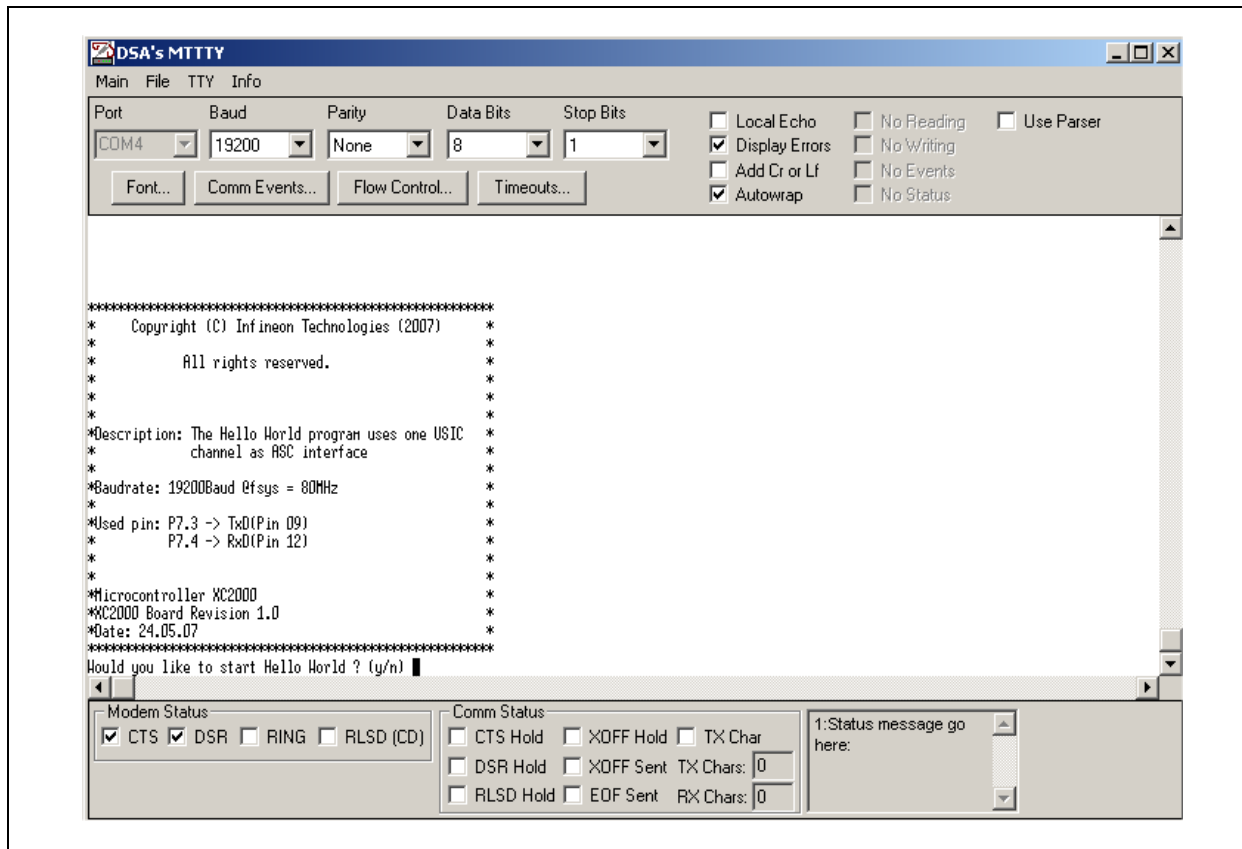 DSA's MTTTY
Main File TTY Info
Port Baud Parity Data Bits Stop Bits
COM4 19200 None 8 1
Font... Comm Events... Flow Control... Timeouts...
Local Echo No Reading Use Parser
Display Errors No Writing
Add Cr or Lf No Events
Autowrap No Status
*******************************************************
* Copyright (C) Infineon Technologies (2007) *
* *
* All rights reserved. *
* *
* *
* *
*Description: The Hello World program uses one USIC *
* channel as ASC interface *
* *
*Baudrate: 19200Baud @fsys = 80MHz *
* *
*Used pin: P7.3 -> TxD(Pin 09) *
* P7.4 -> RxD(Pin 12) *
* *
* *
*Microcontroller XC2000 *
*XC2000 Board Revision 1.0 *
*Date: 24.05.07 *
*******************************************************
Would you like to start Hello World ? (y/n)
Modem Status
CTS DSR RING RLSD (CD)
Comm Status
CTS Hold XOFF Hold TX Char
DSR Hold XOFF Sent TX Chars: 0
RLSD Hold EOF Sent RX Chars: 0
1:Status message go
here: